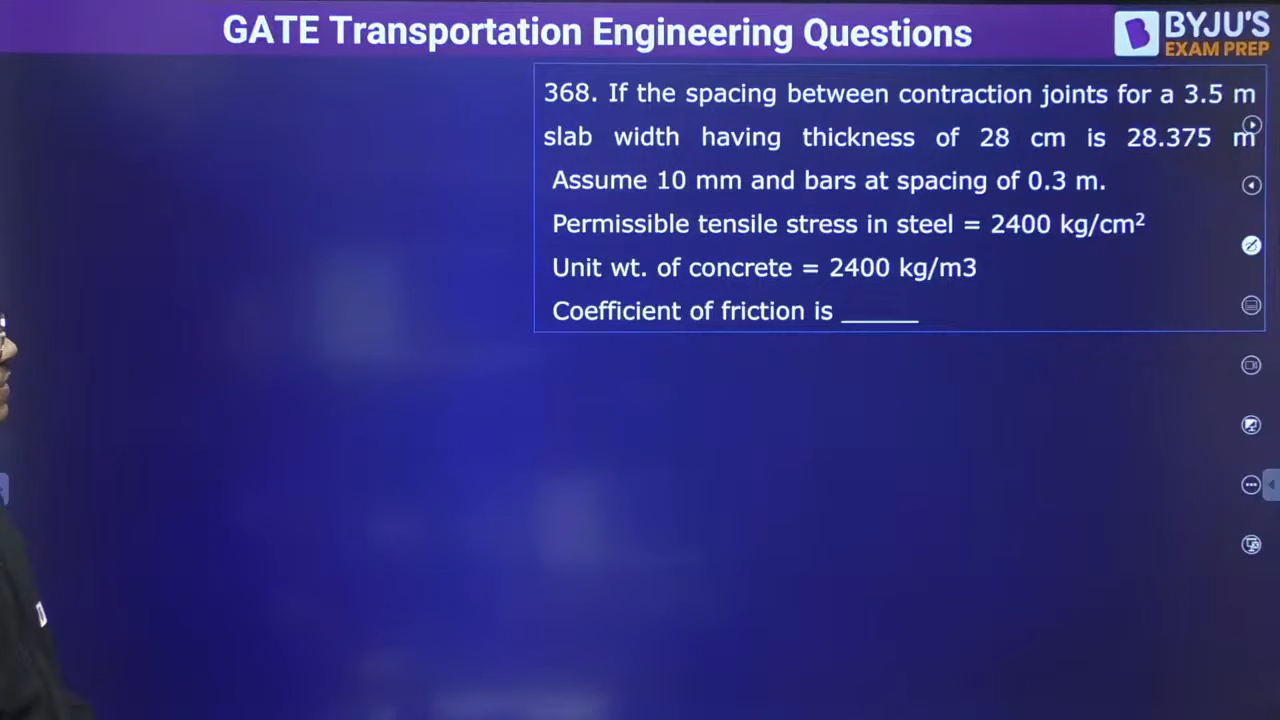 GATE Transportation Engineering Questions
BYJU'S
EXAM PREP
368. If the spacing between contraction joints for a 3.5 m
slab width having thickness of 28 cm is 28.375 m
Assume 10 mm and bars at spacing of 0.3 m.
Permissible tensile stress in steel = 2400 kg/cm²
Unit wt. of concrete = 2400 kg/m3
Coefficient of friction is ______